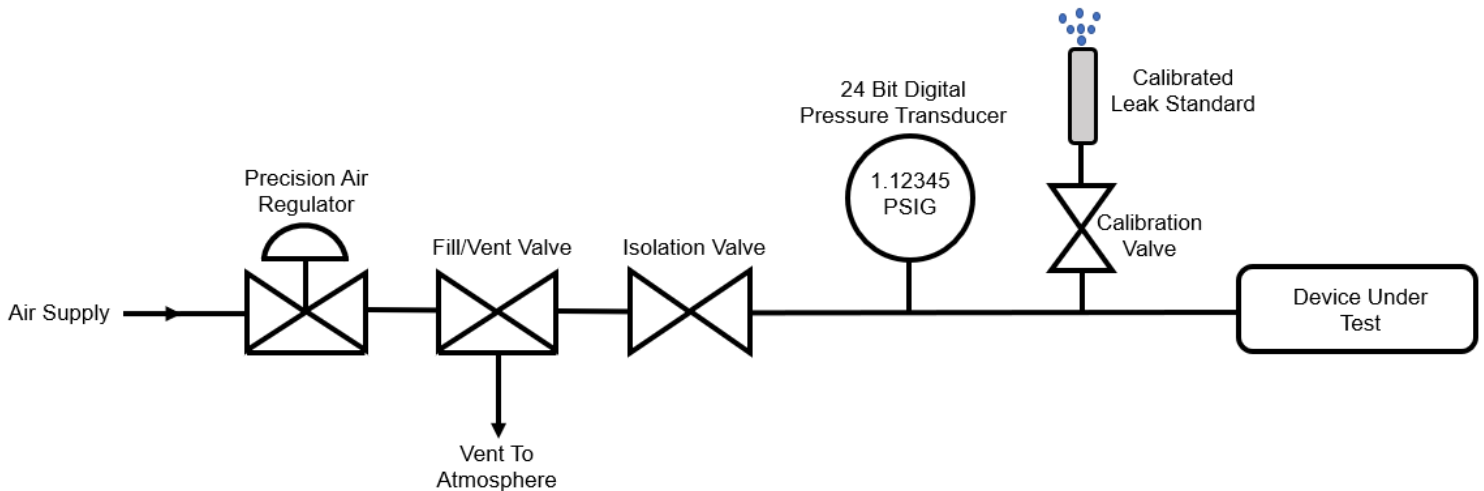 Air Supply
Precision Air
Regulator
Fill/Vent Valve
Vent To
Atmosphere
Isolation Valve
24 Bit Digital
Pressure Transducer
1.12345
PSIG
Calibrated
Leak Standard
Calibration
Valve
Device Under
Test